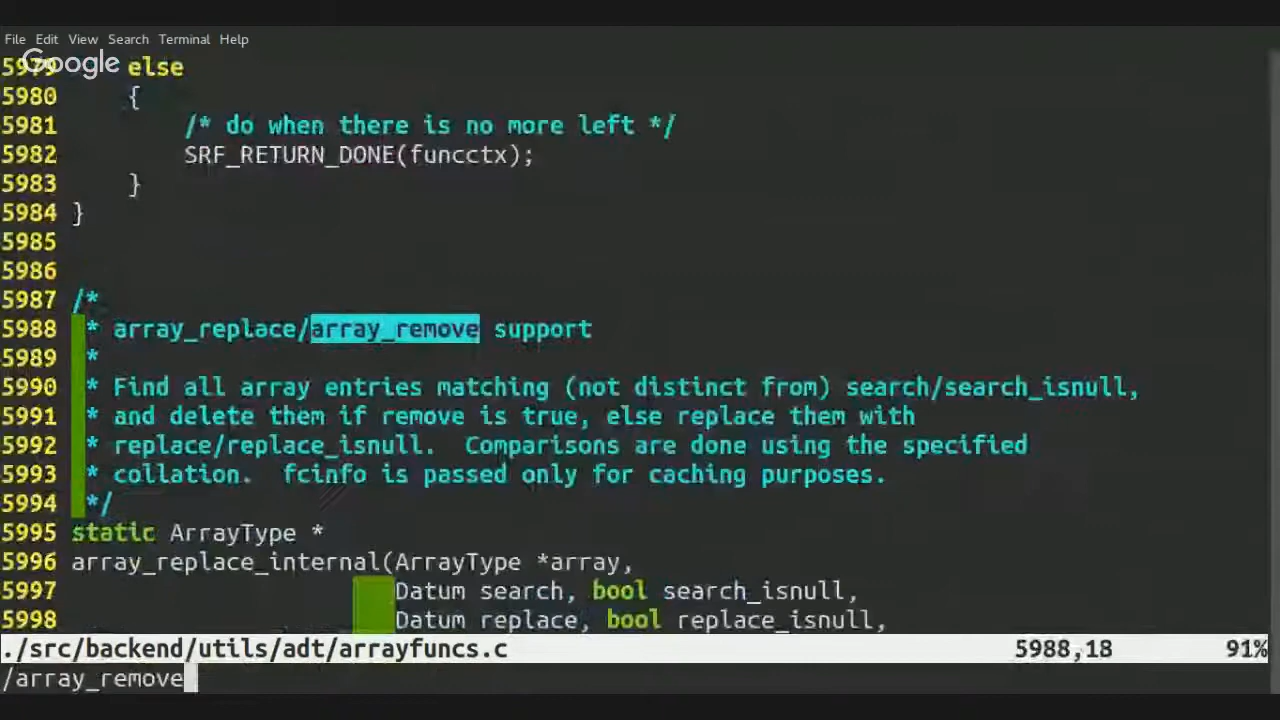 File Edit View Search Terminal Help
Google
5979 else
5980 {
5981 /* do when there is no more left */
5982 SRF_RETURN_DONE(funcctx);
5983 }
5984 }
5985
5986
5987 /*
5988 * array_replace/array_remove support
5989 *
5990 * Find all array entries matching (not distinct from) search/search_isnull,
5991 * and delete them if remove is true, else replace them with
5992 * replace/replace_isnull.  Comparisons are done using the specified
5993 * collation.  fcinfo is passed only for caching purposes.
5994 */
5995 static ArrayType *
5996 array_replace_internal(ArrayType *array,
5997 Datum search, bool search_isnull,
5998 Datum replace, bool replace_isnull,
./src/backend/utils/adt/arrayfuncs.c 5988,18 91%
/array_remove